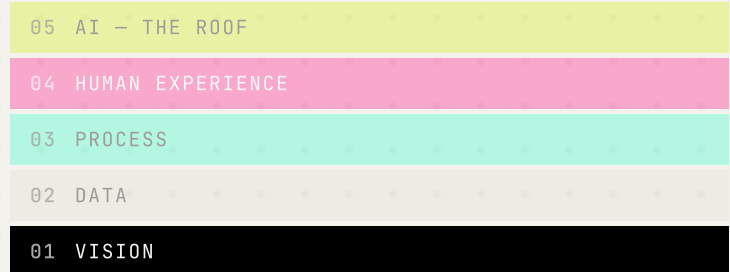 05 AI — THE ROOF
04 HUMAN EXPERIENCE
03 PROCESS
02 DATA
01 VISION